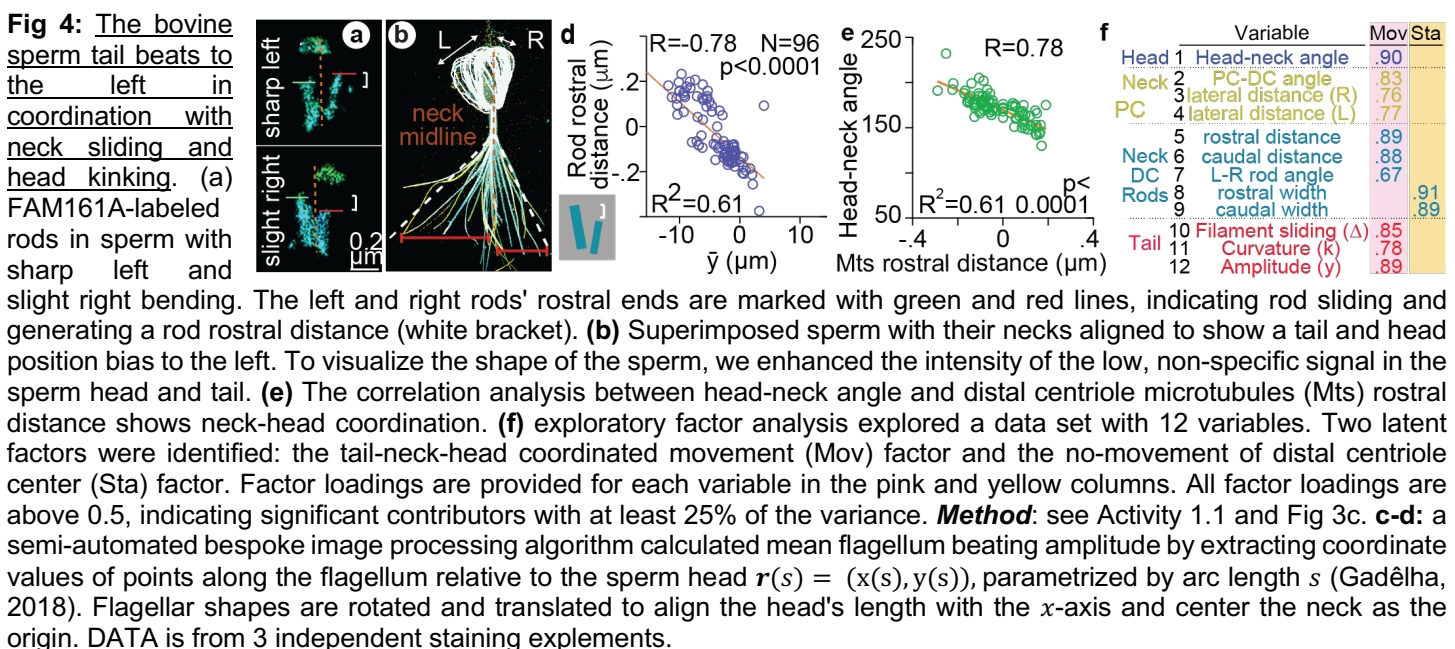 Fig 4: The bovine
sperm tail beats to
the left in
coordination with
neck sliding and
head kinking. (a)
FAM161A-labeled
rods in sperm with
sharp left and
a
sharp left
slight right
0.2
µm
b
L
R
neck
midline
d
R=-0.78 N=96
p<0.0001
Rod rostral
distance (µm)
0.2
0
-.2
R²=0.61
-10 0 10
ȳ (µm)
e
250
R=0.78
Head-neck angle
150
p<
R²=0.61 0.0001
50
-.4 0 .4
Mts rostral distance (µm)
f
Variable Mov Sta
Head 1 Head-neck angle .90
Neck 2 PC-DC angle .83
3 lateral distance (R) .76
PC 4 lateral distance (L) .77
5 rostral distance .89
Neck 6 caudal distance .88
DC 7 L-R rod angle .67
Rods 8 rostral width .91
9 caudal width .89
10 Filament sliding (Δ) .85
Tail 11 Curvature (k) .78
12 Amplitude (y) .89
slight right bending. The left and right rods' rostral ends are marked with green and red lines, indicating rod sliding and
generating a rod rostral distance (white bracket). (b) Superimposed sperm with their necks aligned to show a tail and head
position bias to the left. To visualize the shape of the sperm, we enhanced the intensity of the low, non-specific signal in the
sperm head and tail. (e) The correlation analysis between head-neck angle and distal centriole microtubules (Mts) rostral
distance shows neck-head coordination. (f) exploratory factor analysis explored a data set with 12 variables. Two latent
factors were identified: the tail-neck-head coordinated movement (Mov) factor and the no-movement of distal centriole
center (Sta) factor. Factor loadings are provided for each variable in the pink and yellow columns. All factor loadings are
above 0.5, indicating significant contributors with at least 25% of the variance. Method: see Activity 1.1 and Fig 3c. c-d: a
semi-automated bespoke image processing algorithm calculated mean flagellum beating amplitude by extracting coordinate
values of points along the flagellum relative to the sperm head r(s) = (x(s), y(s)), parametrized by arc length s (Gadêlha,
2018). Flagellar shapes are rotated and translated to align the head's length with the x-axis and center the neck as the
origin. DATA is from 3 independent staining explements.